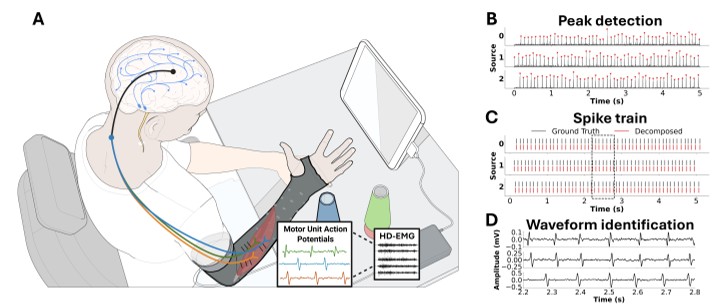 A
Motor Unit Action
Potentials
HD-EMG
B
Peak detection
Source
0
1
2
0 1 2 3 4 5
Time (s)
C
Spike train
Ground Truth Decomposed
Source
0
1
2
0 1 2 3 4 5
Time (s)
D
Waveform identification
Amplitude (mV)
0.1
0.0
-0.1
0.25
0.00
-0.25
0.5
0.0
-0.5
2.2 2.3 2.4 2.5 2.6 2.7 2.8
Time (s)